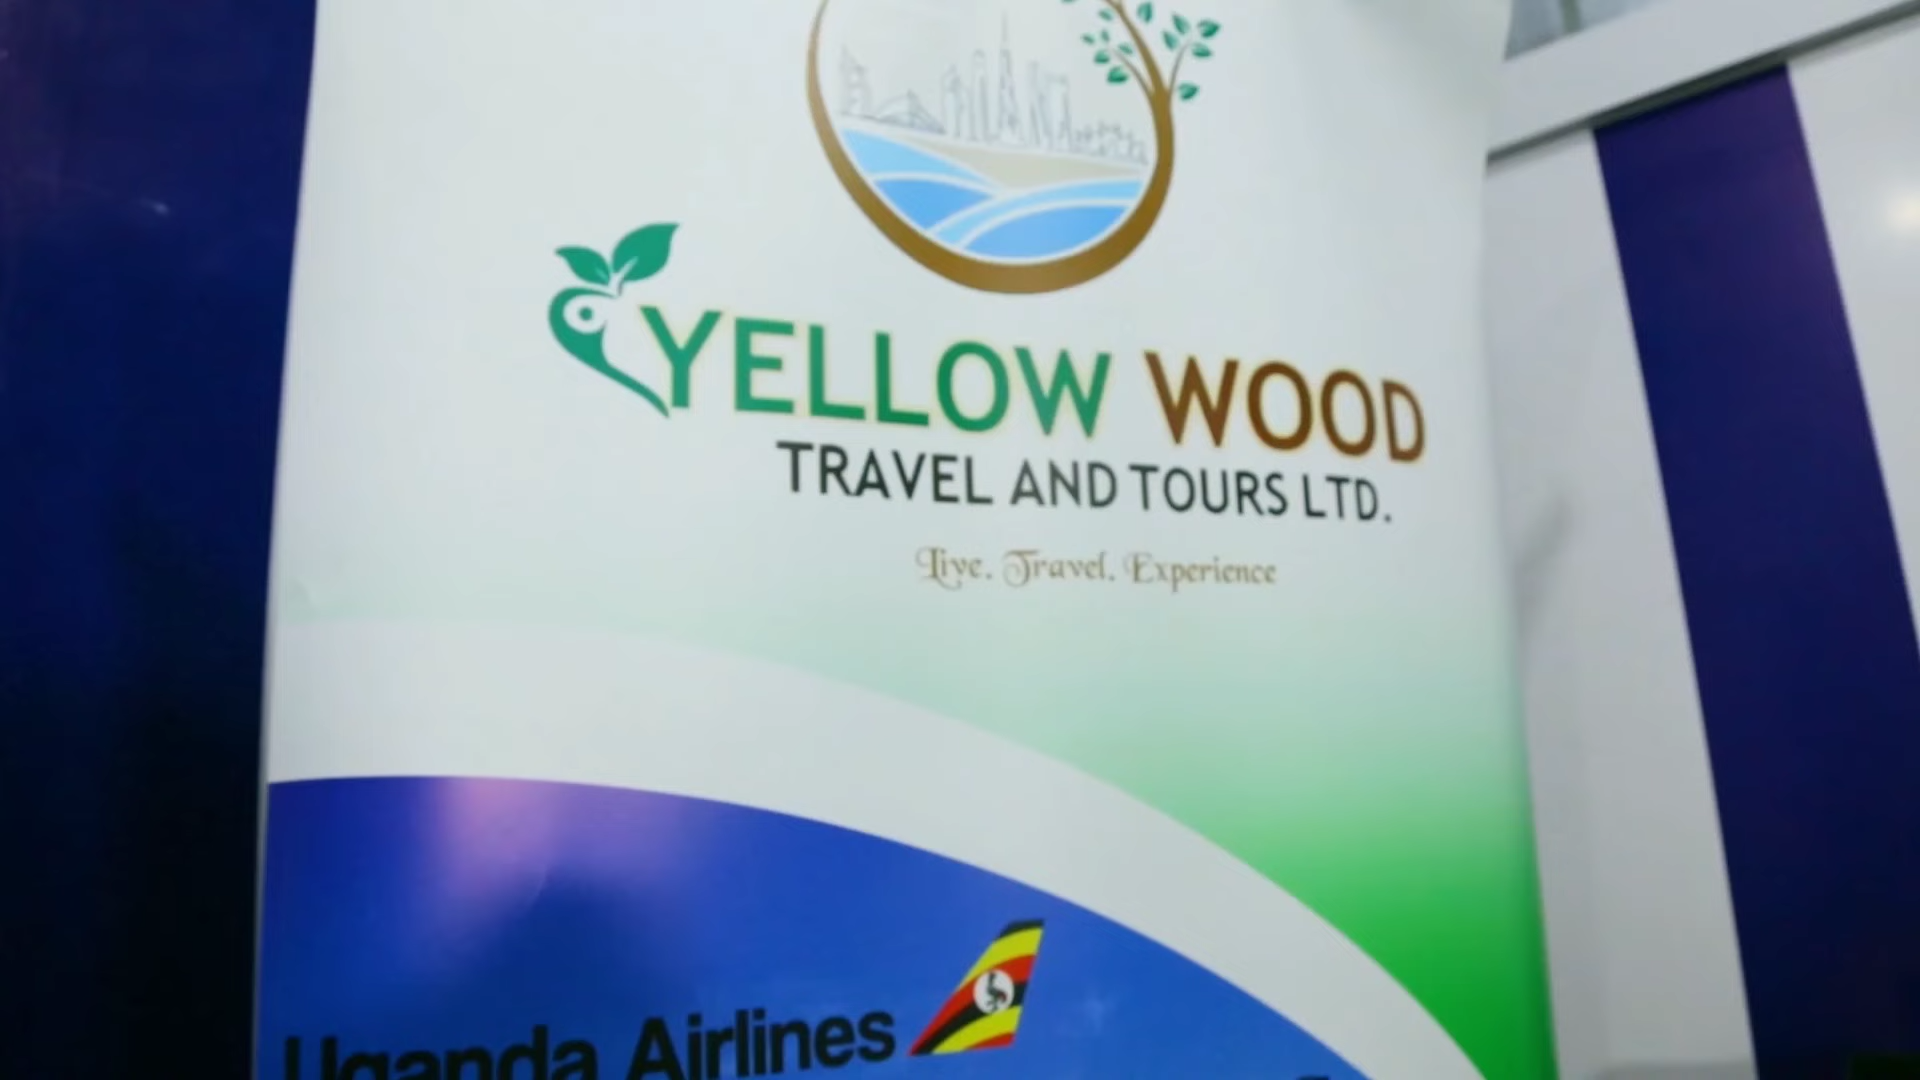 YELLOW WOOD
TRAVEL AND TOURS LTD.
Live. Travel. Experience
Uganda Airlines